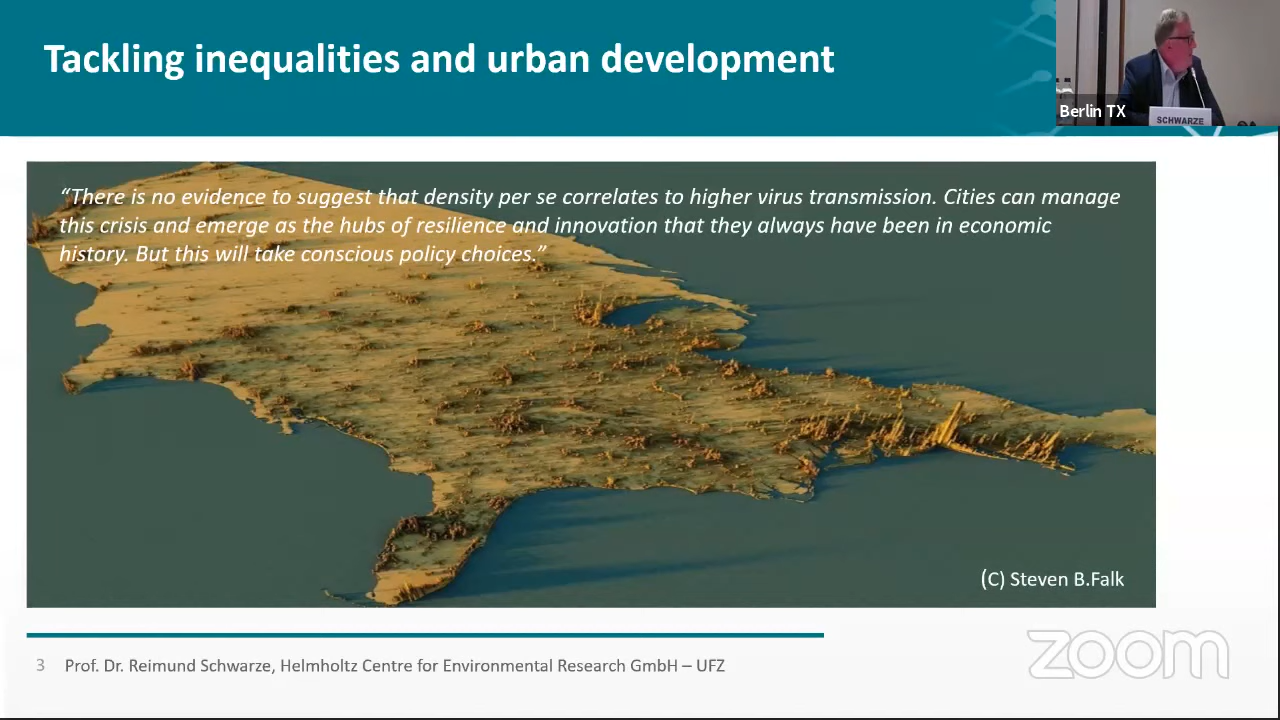 Tackling inequalities and urban development
Berlin TX
SCHWARZE
“There is no evidence to suggest that density per se correlates to higher virus transmission. Cities can manage
this crisis and emerge as the hubs of resilience and innovation that they always have been in economic
history. But this will take conscious policy choices.”
(C) Steven B.Falk
3 Prof. Dr. Reimund Schwarze, Helmholtz Centre for Environmental Research GmbH – UFZ
zoom